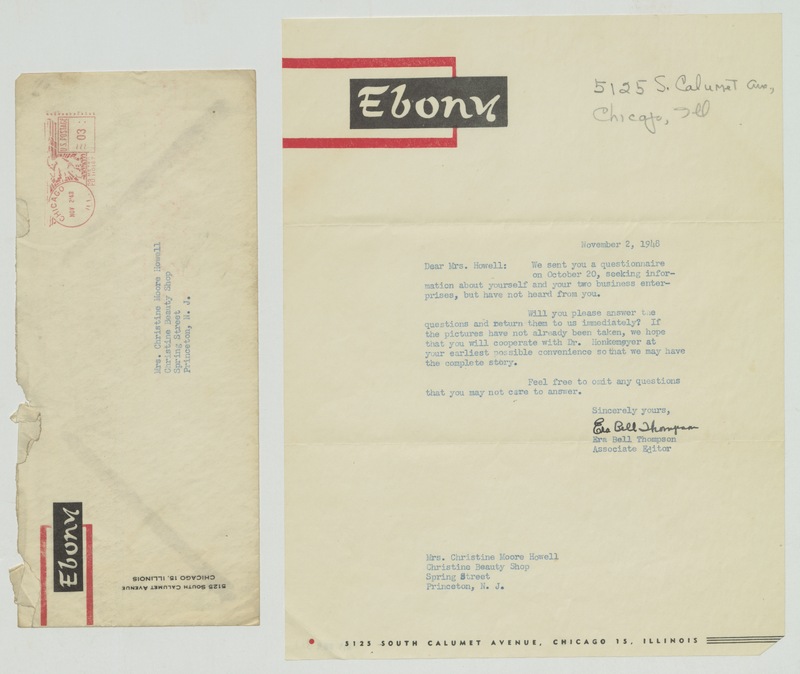 U.S. POSTAGE
03
CHICAGO
NOV 2 '48
ILL.
Mrs. Christine Moore Howell
Christine Beauty Shop
Spring Street
Princeton, N. J.
Ebony
5125 SOUTH CALUMET AVENUE
CHICAGO 15, ILLINOIS
Ebony
5125 S. Calumet Ave,
Chicago, Ill
November 2, 1948
Dear Mrs. Howell: We sent you a questionnaire
on October 20, seeking infor-
mation about yourself and your two business enter-
prises, but have not heard from you.
Will you please answer the
questions and return them to us immediately? If
the pictures have not already been taken, we hope
that you will cooperate with Dr. Honkemeyer at
your earliest possible convenience so that we may have
the complete story.
Feel free to omit any questions
that you may not care to answer.
Sincerely yours,
Era Bell Thompson
Era Bell Thompson
Associate Editor
Mrs. Christine Moore Howell
Christine Beauty Shop
Spring Street
Princeton, N. J.
5125 SOUTH CALUMET AVENUE, CHICAGO 15, ILLINOIS